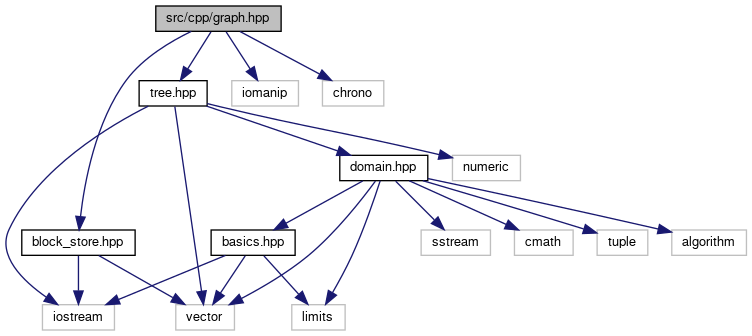 src/cpp/graph.hpp
tree.hpp
iomanip
chrono
domain.hpp
numeric
block_store.hpp
basics.hpp
sstream
cmath
tuple
algorithm
iostream
vector
limits